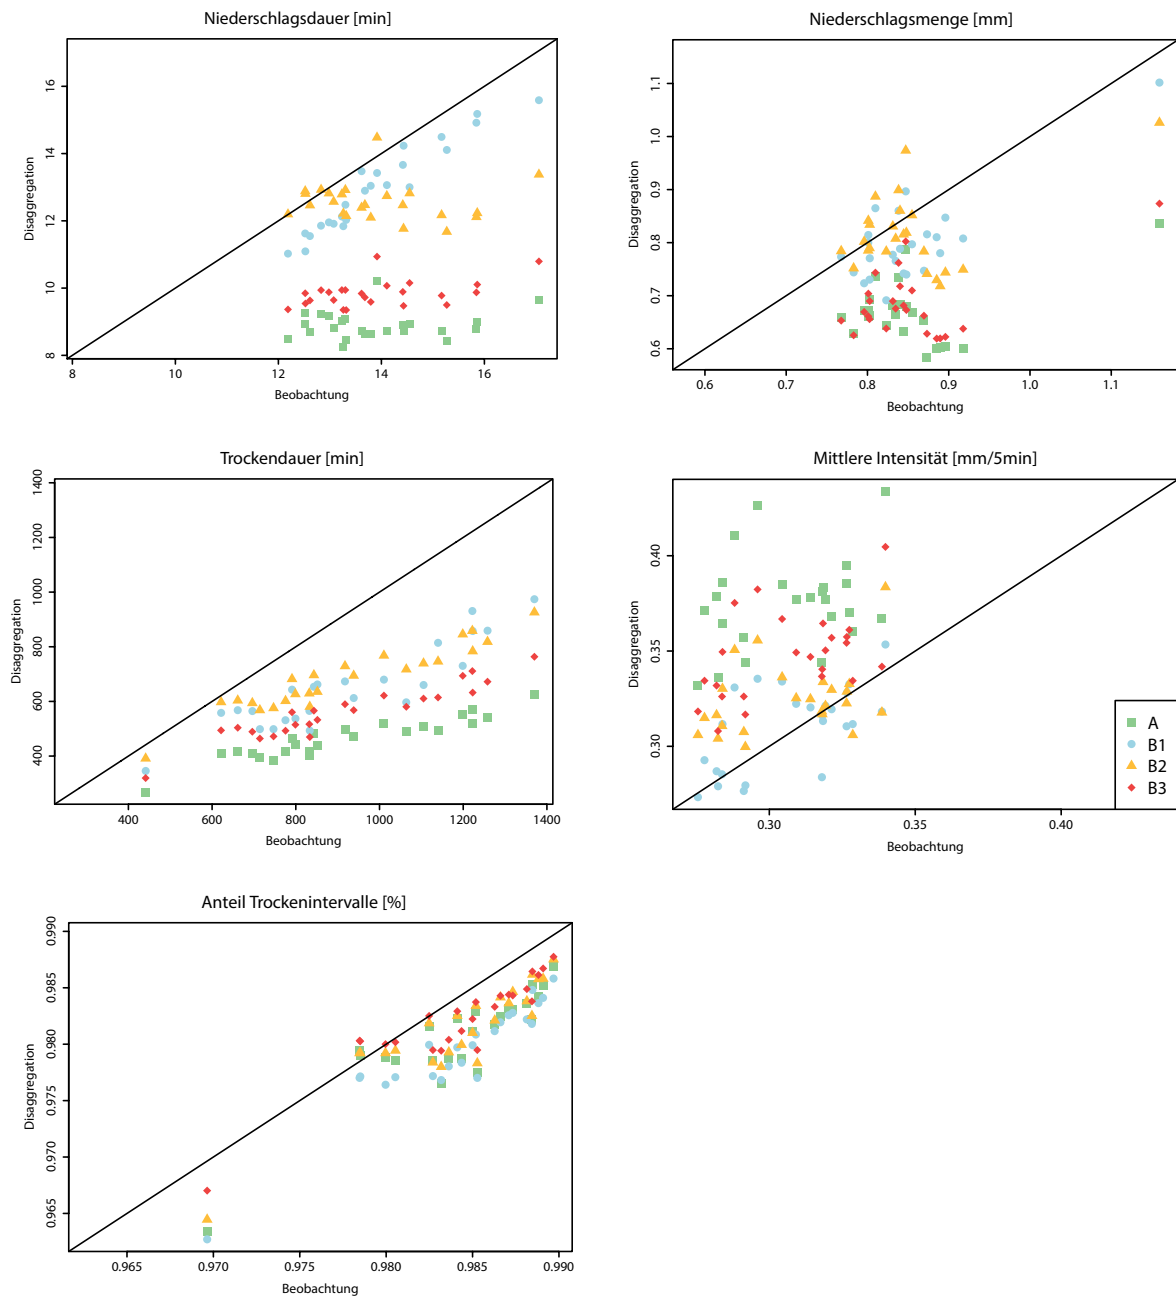 Niederschlagsdauer [min]
16
14
12
10
8
Disaggregation
8 10 12 14 16
Beobachtung
Niederschlagsmenge [mm]
1.1
1.0
0.9
0.8
0.7
0.6
Disaggregation
0.6 0.7 0.8 0.9 1.0 1.1
Beobachtung
Trockendauer [min]
1400
1200
1000
800
600
400
Disaggregation
400 600 800 1000 1200 1400
Beobachtung
Mittlere Intensität [mm/5min]
0.40
0.35
0.30
Disaggregation
0.30 0.35 0.40
Beobachtung
A
B1
B2
B3
Anteil Trockenintervalle [%]
0.990
0.985
0.980
0.975
0.970
0.965
Disaggregation
0.965 0.970 0.975 0.980 0.985 0.990
Beobachtung